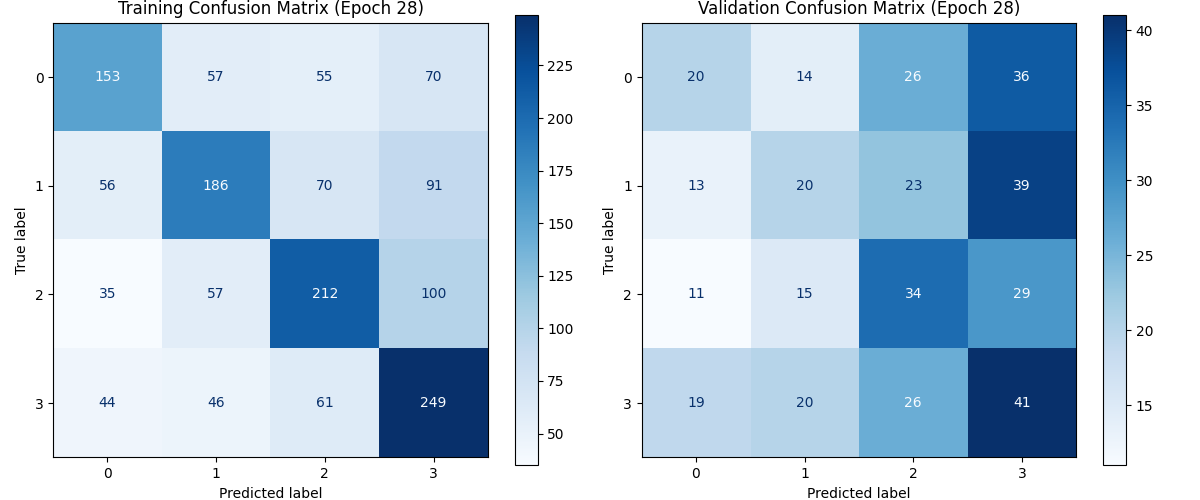 Training Confusion Matrix (Epoch 28)
True label
0 153 57 55 70
1 56 186 70 91
2 35 57 212 100
3 44 46 61 249
0 1 2 3
Predicted label
225
200
175
150
125
100
75
50
Validation Confusion Matrix (Epoch 28)
True label
0 20 14 26 36
1 13 20 23 39
2 11 15 34 29
3 19 20 26 41
0 1 2 3
Predicted label
40
35
30
25
20
15